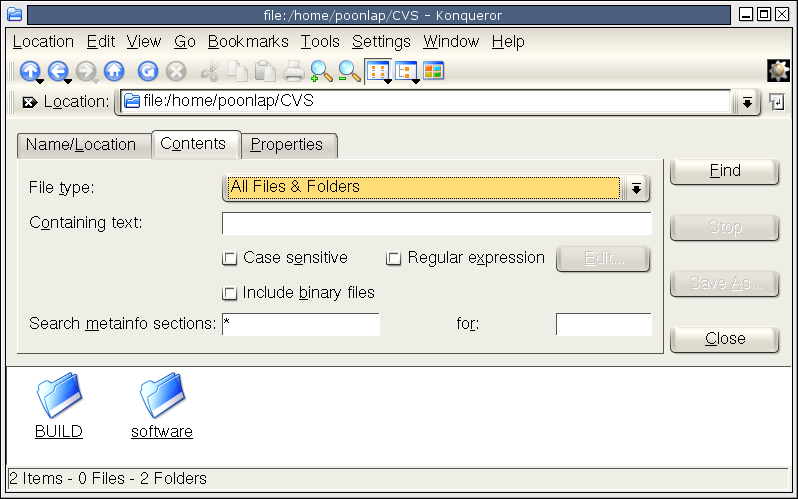 file:/home/poonlap/CVS - Konqueror
Location Edit View Go Bookmarks Tools Settings Window Help
Location: file:/home/poonlap/CVS
Name/Location Contents Properties
File type: All Files & Folders
Find
Containing text:
Stop
Case sensitive Regular expression Edit...
Save As...
Include binary files
Search metainfo sections: * for:
Close
BUILD software
2 Items - 0 Files - 2 Folders